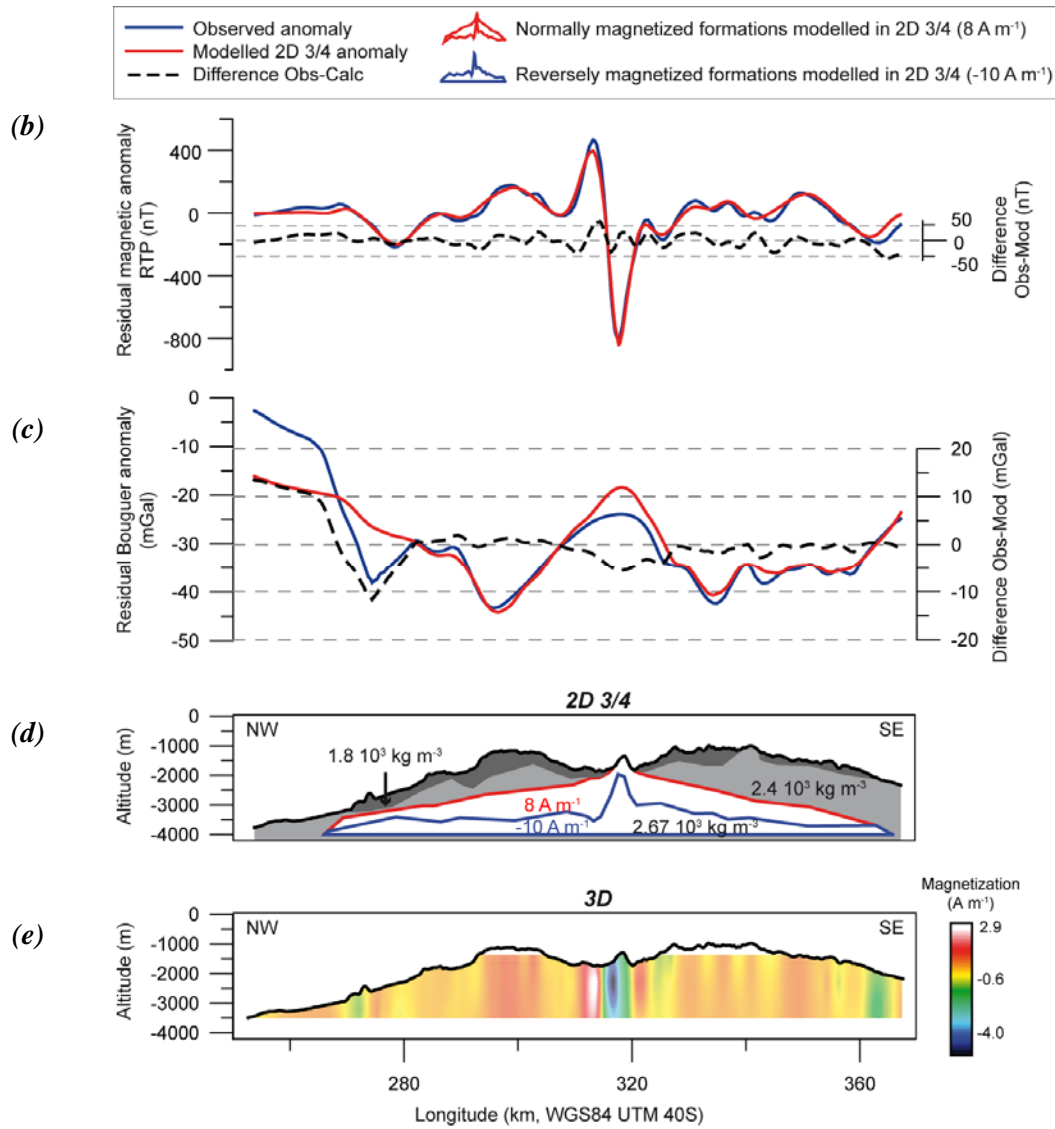 Observed anomaly
Modelled 2D 3/4 anomaly
Difference Obs-Calc
Normally magnetized formations modelled in 2D 3/4 (8 A m⁻¹)
Reversely magnetized formations modelled in 2D 3/4 (-10 A m⁻¹)
(b)
Residual magnetic anomaly
RTP (nT)
400
0
-400
-800
50
0
-50
Difference
Obs-Mod (nT)
(c)
Residual Bouguer anomaly
(mGal)
0
-10
-20
-30
-40
-50
20
10
0
-10
-20
Difference Obs-Mod (mGal)
2D 3/4
(d)
Altitude (m)
0
-1000
-2000
-3000
-4000
NW
SE
1.8 10³ kg m⁻³
2.4 10³ kg m⁻³
8 A m⁻¹
-10 A m⁻¹
2.67 10³ kg m⁻³
3D
(e)
Altitude (m)
0
-1000
-2000
-3000
-4000
NW
SE
Magnetization
(A m⁻¹)
2.9
-0.6
-4.0
280
320
360
Longitude (km, WGS84 UTM 40S)